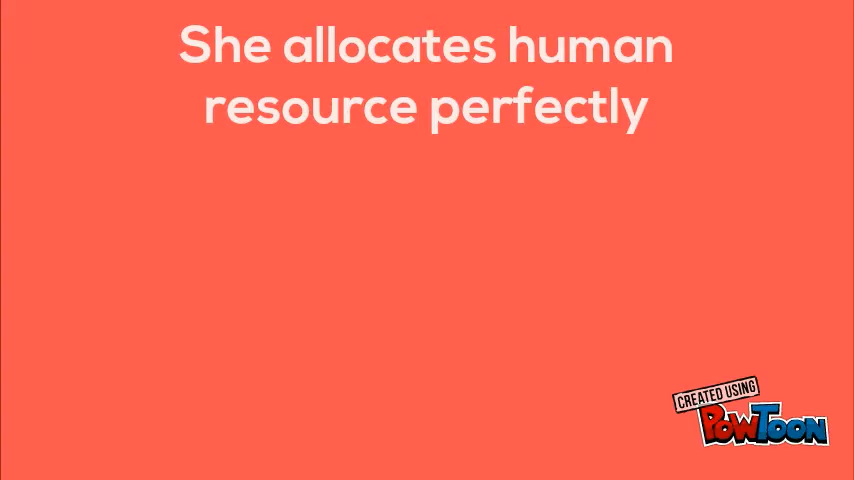 She allocates human
resource perfectly
CREATED USING
POWTOON